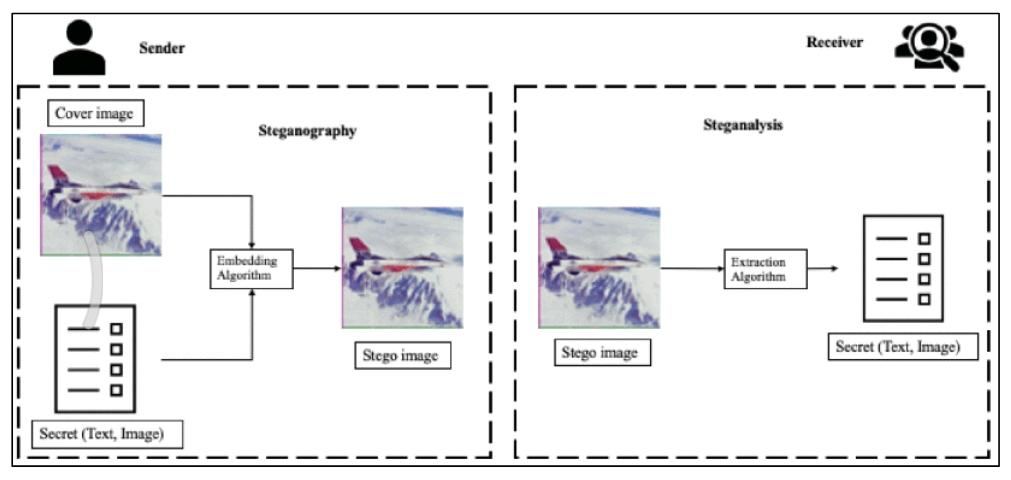 Sender
Receiver
Cover image
Steganography
Steganalysis
Embedding
Algorithm
Extraction
Algorithm
Stego image
Stego image
Secret (Text, Image)
Secret (Text, Image)